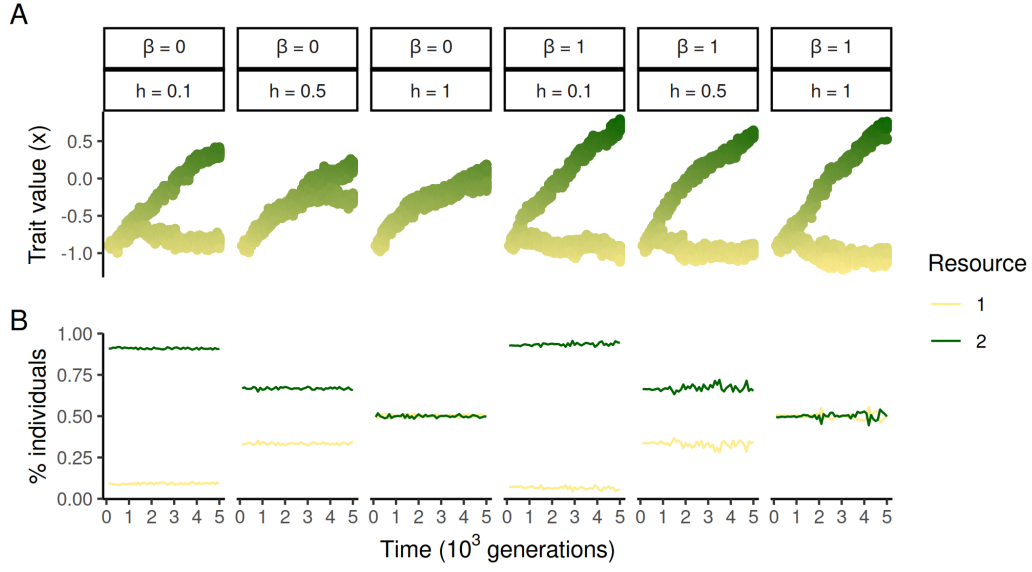 A
β = 0 β = 0 β = 0 β = 1 β = 1 β = 1
h = 0.1 h = 0.5 h = 1 h = 0.1 h = 0.5 h = 1
Trait value (x)
0.5
0.0
-0.5
-1.0
Resource
1
2
B
% individuals
1.00
0.75
0.50
0.25
0.00
0 1 2 3 4 5 0 1 2 3 4 5 0 1 2 3 4 5 0 1 2 3 4 5 0 1 2 3 4 5 0 1 2 3 4 5
Time (10³ generations)